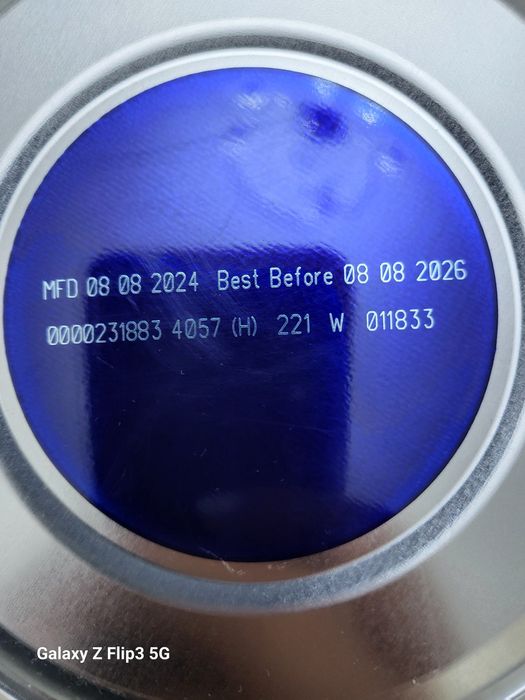 MFD 08 08 2024 Best Before 08 08 2026
0000231883 4057 (H) 221 W 011833
Galaxy Z Flip3 5G